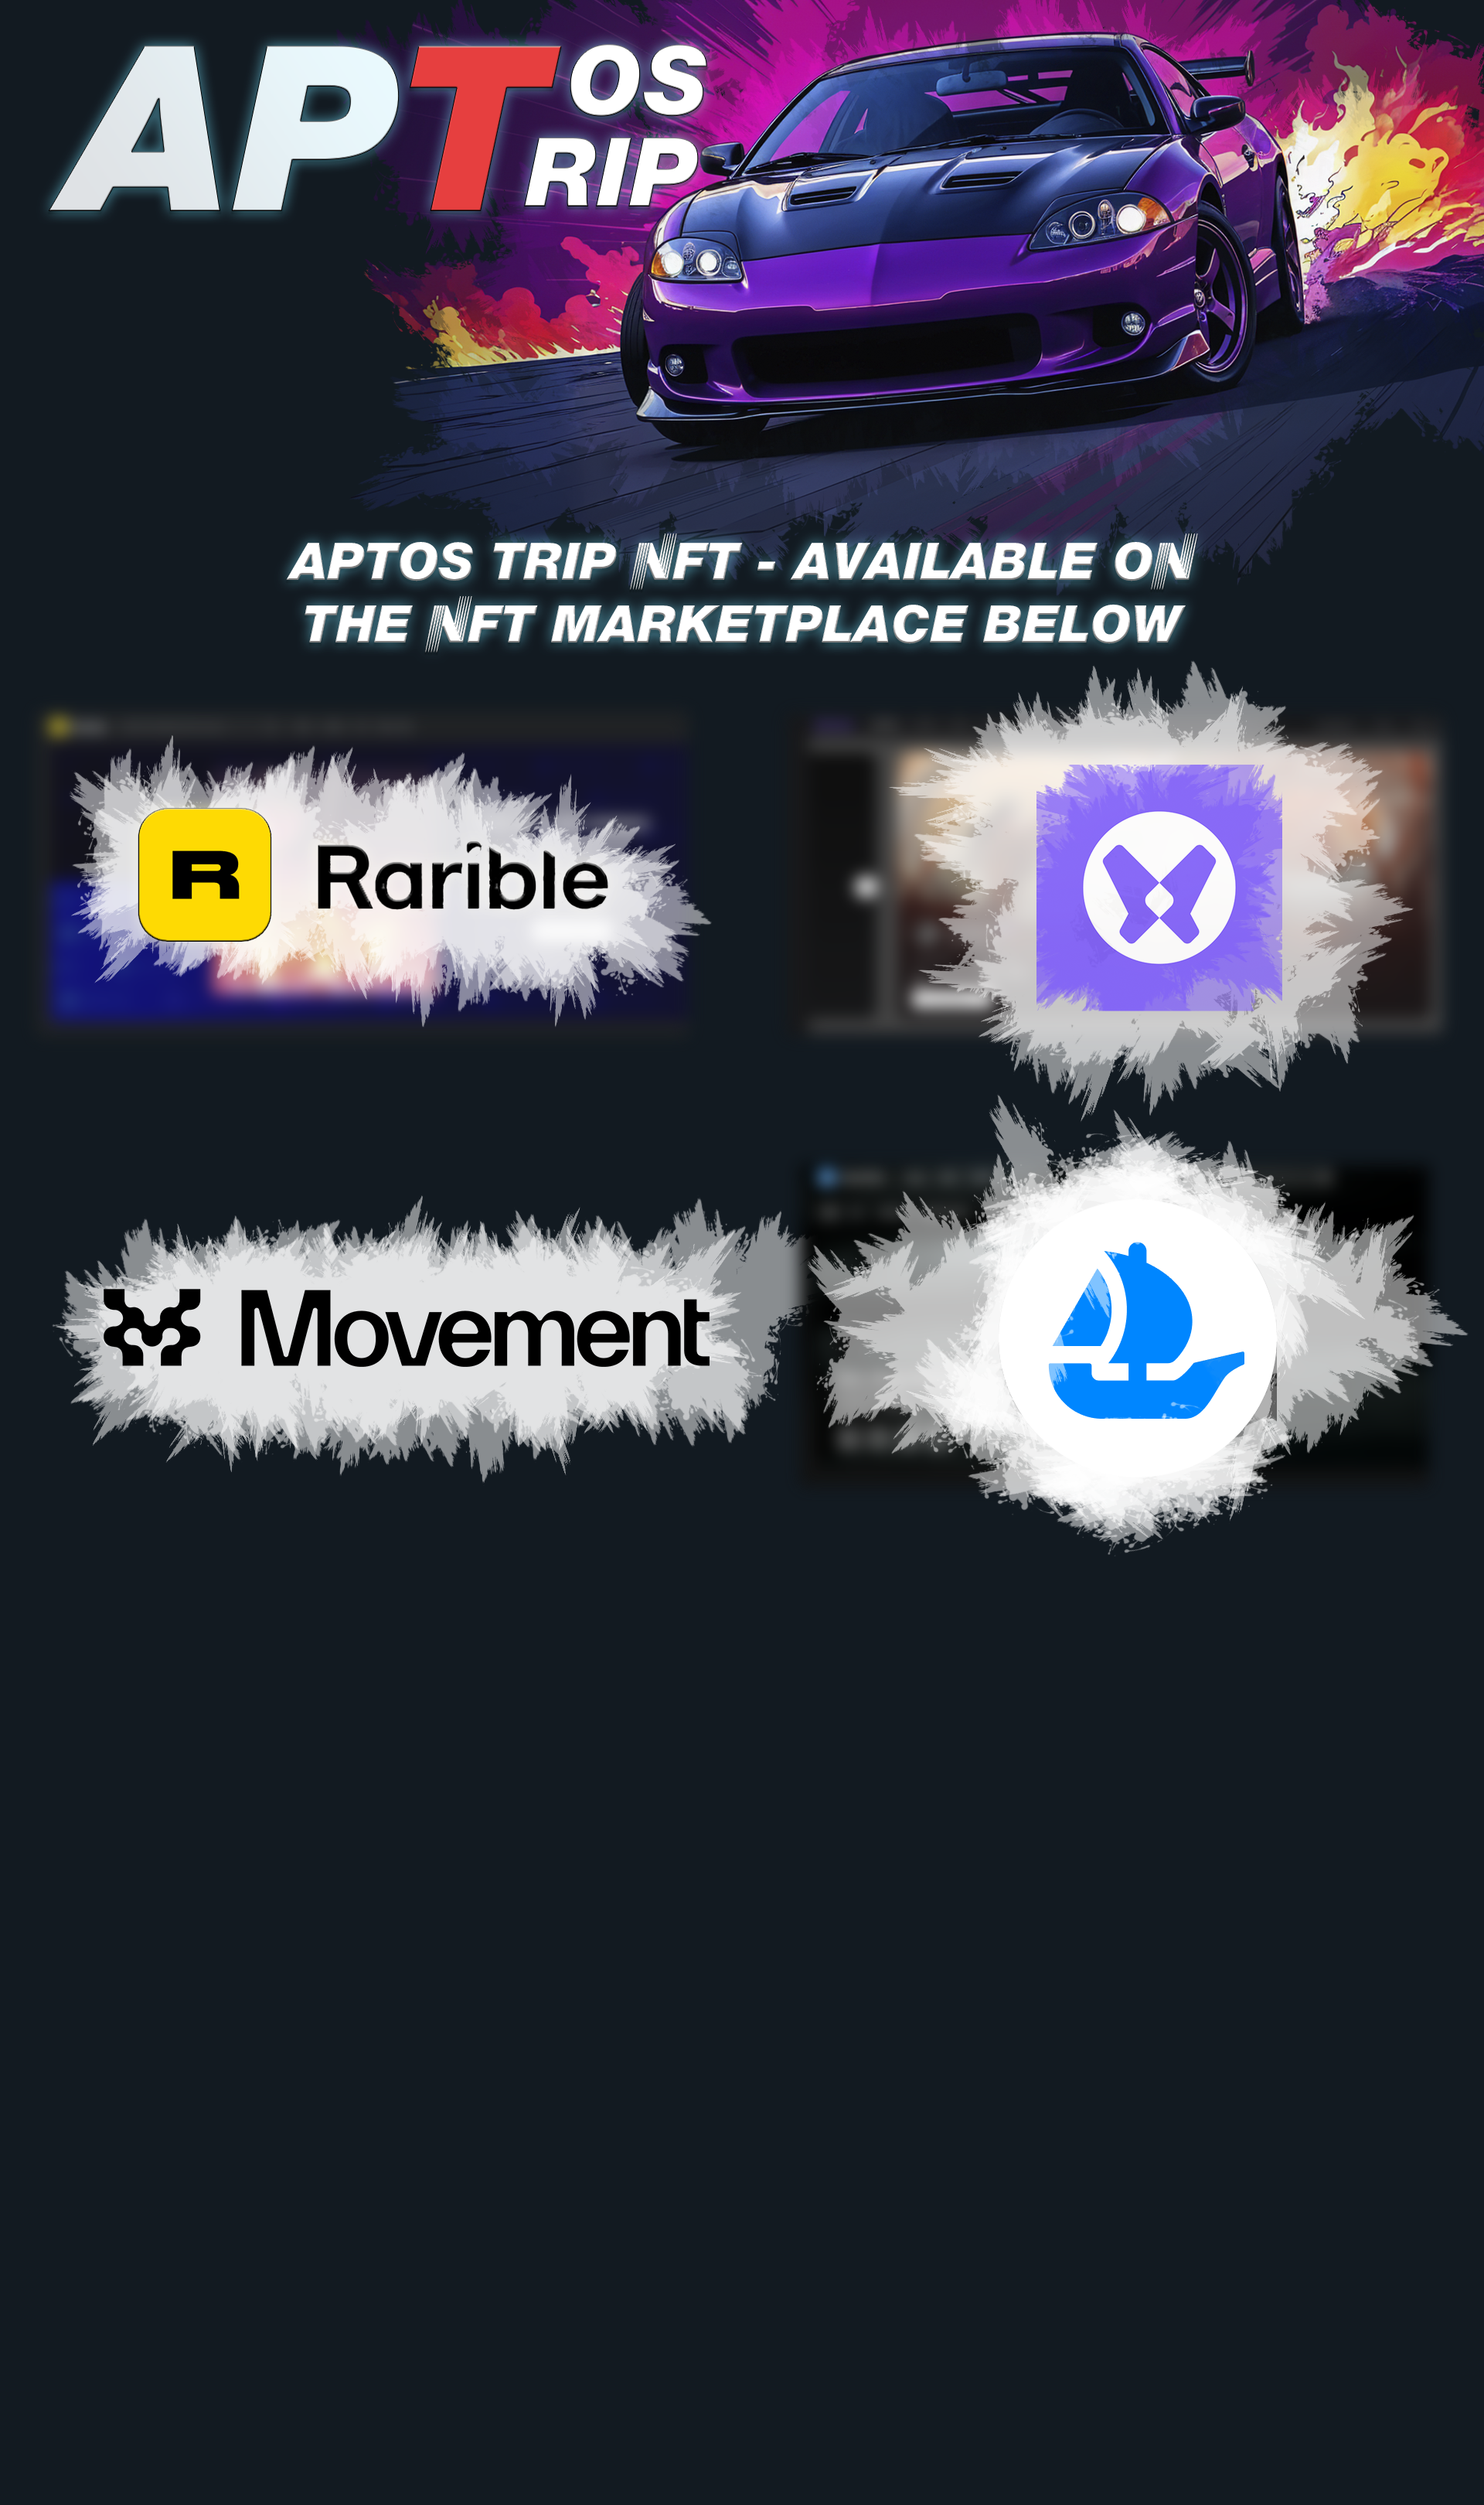 APTOS
TRIP
APTOS TRIP NFT - AVAILABLE ON
THE NFT MARKETPLACE BELOW
R Rarible
Movement